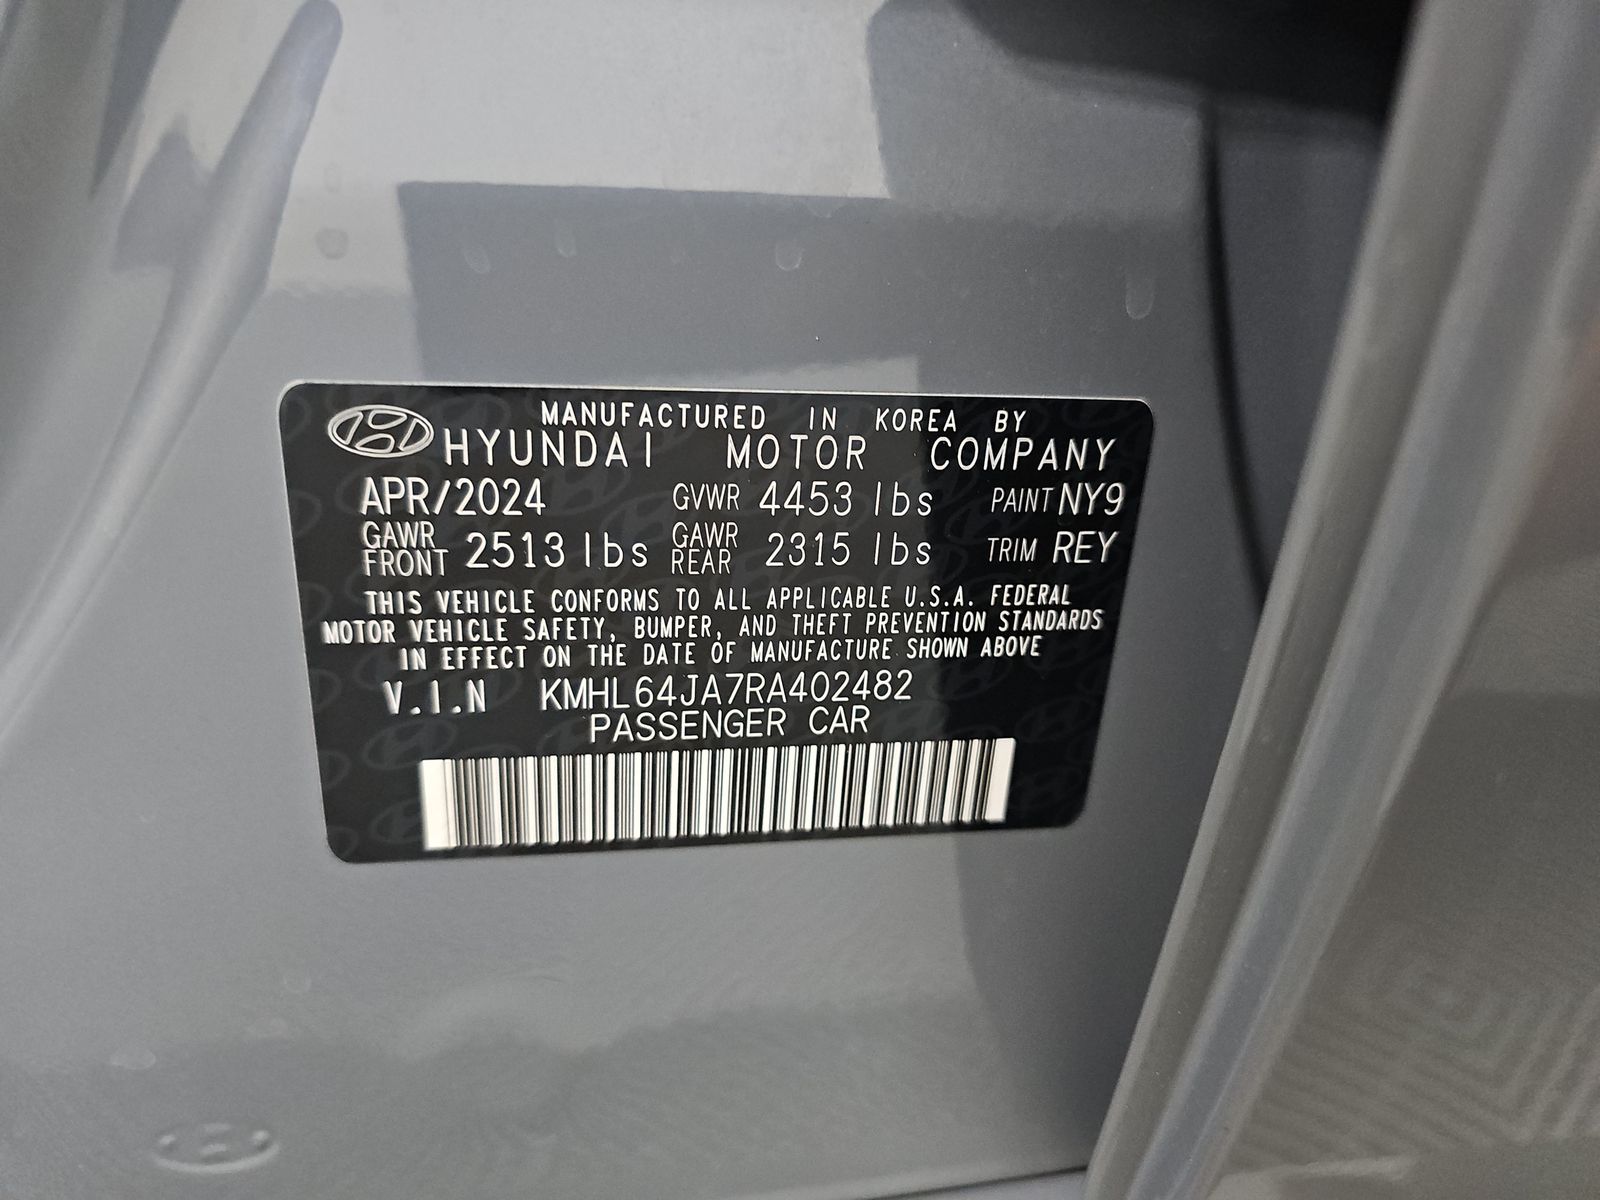 MANUFACTURED IN KOREA BY
HYUNDAI MOTOR COMPANY
APR/2024 GVWR 4453 lbs PAINT NY9
GAWR FRONT 2513 lbs GAWR REAR 2315 lbs TRIM REY
THIS VEHICLE CONFORMS TO ALL APPLICABLE U.S.A. FEDERAL
MOTOR VEHICLE SAFETY, BUMPER, AND THEFT PREVENTION STANDARDS
IN EFFECT ON THE DATE OF MANUFACTURE SHOWN ABOVE
V.I.N KMHL64JA7RA402482
PASSENGER CAR